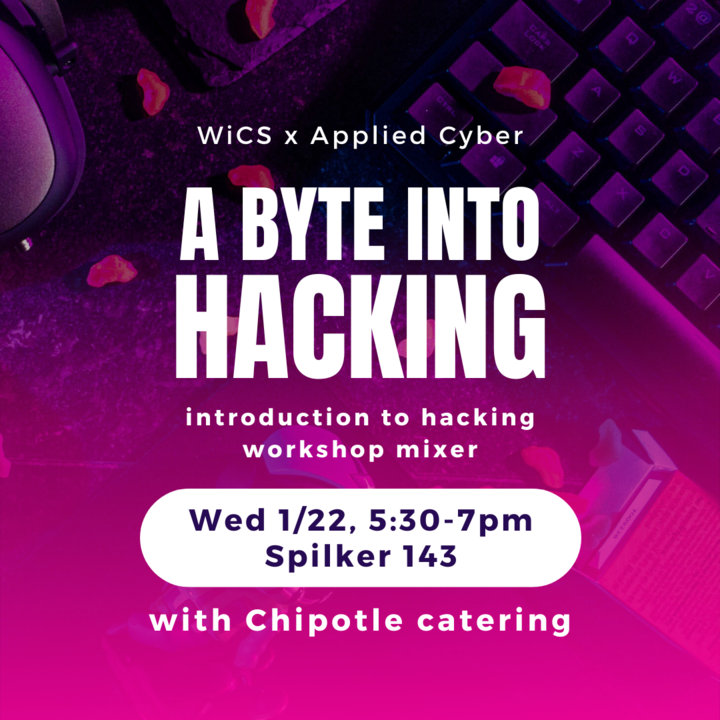 WiCS x Applied Cyber
A BYTE INTO
HACKING
introduction to hacking
workshop mixer
Wed 1/22, 5:30-7pm
Spilker 143
with Chipotle catering